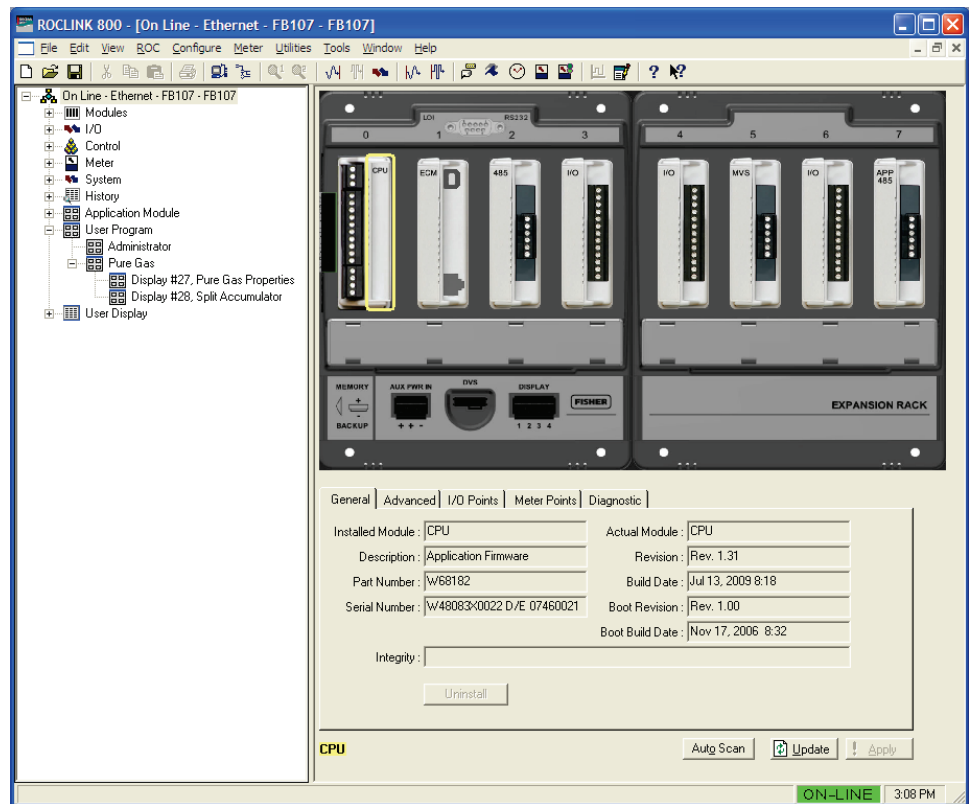 ROCLINK 800 - [On Line - Ethernet - FB107 - FB107]
File Edit View ROC Configure Meter Utilities Tools Window Help
On Line - Ethernet - FB107 - FB107
Modules
I/O
Control
Meter
System
History
Application Module
User Program
Administrator
Pure Gas
Display #27, Pure Gas Properties
Display #28, Split Accumulator
User Display
LOI RS232
0 1 2 3 4 5 6 7
CPU ECM 485 I/O I/O MVS I/O APP 485
MEMORY BACKUP
AUX PWR IN
+ + -
DVS
DISPLAY
1 2 3 4
FISHER
EXPANSION RACK
General Advanced I/O Points Meter Points Diagnostic
Installed Module : CPU Actual Module : CPU
Description : Application Firmware Revision : Rev. 1.31
Part Number : W68182 Build Date : Jul 13, 2009 8:18
Serial Number : W48083X0022 D/E 07460021 Boot Revision : Rev. 1.00
Boot Build Date : Nov 17, 2006 8:32
Integrity :
Uninstall
CPU Auto Scan Update ! Apply
ON-LINE 3:08 PM